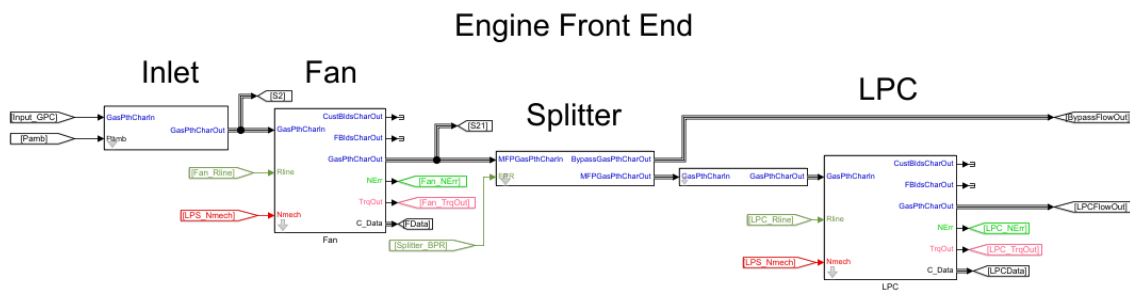 Engine Front End
Inlet
Fan
Splitter
LPC
[Input_GPC]
[Pamb]
GasPthCharIn
Pamb
GasPthCharOut
[S2]
GasPthCharIn
Rline
Nmech
CustBldsCharOut
FBldsCharOut
GasPthCharOut
NErr
TrqOut
C_Data
Fan
[Fan_Rline]
[LPS_Nmech]
[S21]
[Fan_NErr]
[Fan_TrqOut]
[FData]
[Splitter_BPR]
MFPGasPthCharIn
BPR
BypassGasPthCharOut
MFPGasPthCharOut
GasPthCharIn
GasPthCharOut
[BypassFlowOut]
GasPthCharIn
Rline
Nmech
CustBldsCharOut
FBldsCharOut
GasPthCharOut
NErr
TrqOut
C_Data
LPC
[LPC_Rline]
[LPS_Nmech]
[LPCFlowOut]
[LPC_NErr]
[LPC_TrqOut]
[LPCData]